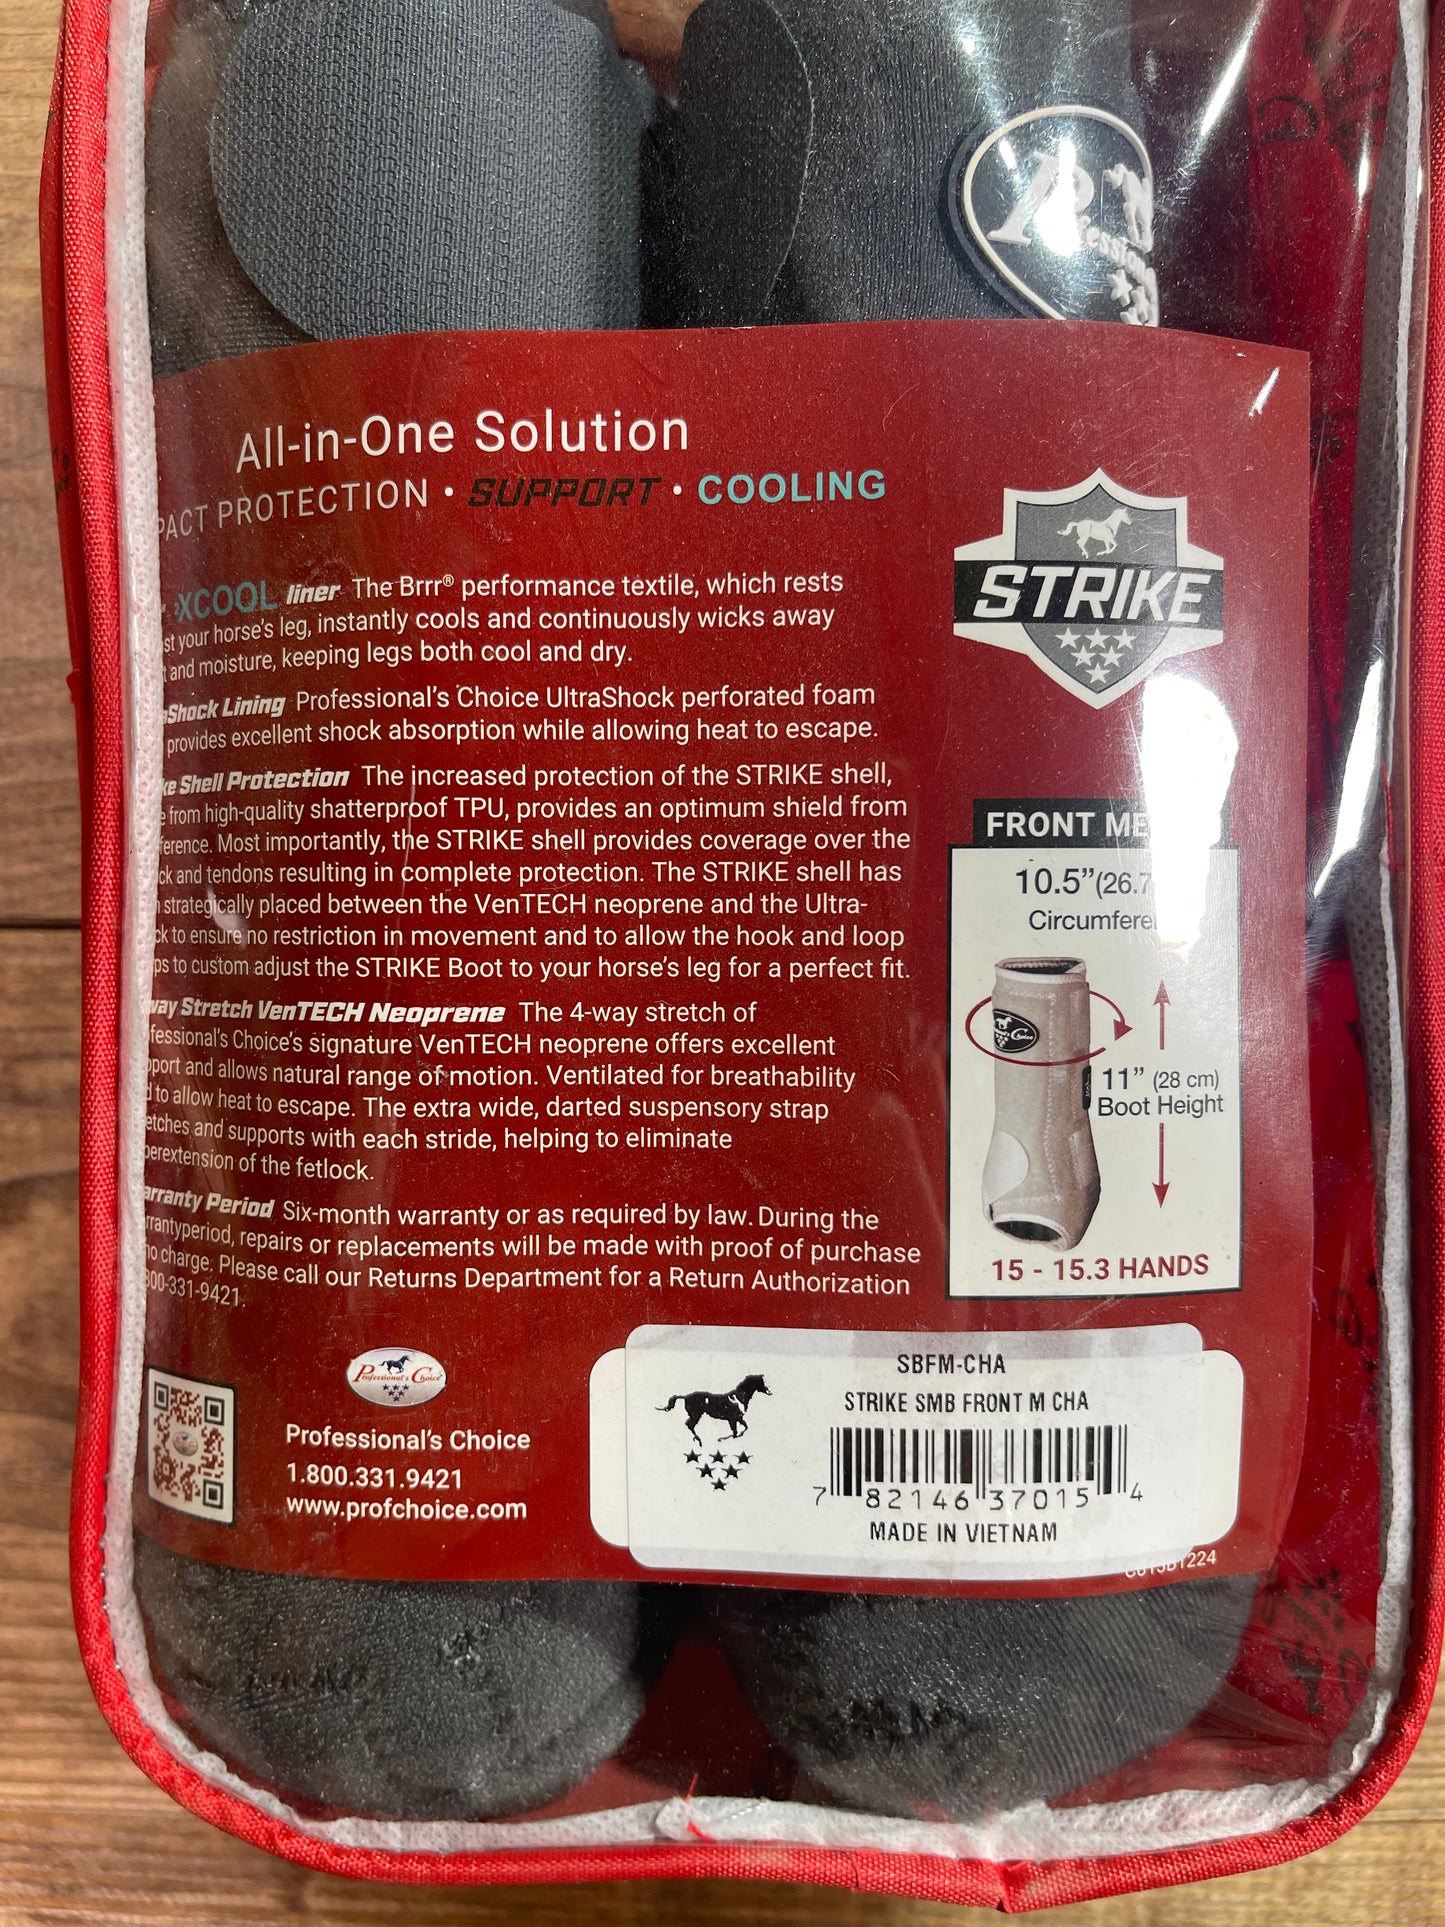 All-in-One Solution
PROTECTION • SUPPORT • COOLING
XCOOL liner The Brrr® performance textile, which rests
your horse's leg, instantly cools and continuously wicks away
and moisture, keeping legs both cool and dry.
Lining Professional's Choice UltraShock perforated foam
provides excellent shock absorption while allowing heat to escape.
Shell Protection The increased protection of the STRIKE shell,
from high-quality shatterproof TPU, provides an optimum shield from
Most importantly, the STRIKE shell provides coverage over the
and tendons resulting in complete protection. The STRIKE shell has
strategically placed between the VenTECH neoprene and the Ultra-
to ensure no restriction in movement and to allow the hook and loop
to custom adjust the STRIKE Boot to your horse's leg for a perfect fit.
Stretch VenTECH Neoprene The 4-way stretch of
Professional's Choice's signature VenTECH neoprene offers excellent
and allows natural range of motion. Ventilated for breathability
to allow heat to escape. The extra wide, darted suspensory strap
and supports with each stride, helping to eliminate
of the fetlock.
Period Six-month warranty or as required by law. During the
period, repairs or replacements will be made with proof of purchase
no charge. Please call our Returns Department for a Return Authorization
800-331-9421.
Professional's Choice
Professional's Choice
1.800.331.9421
www.profchoice.com
STRIKE
FRONT
10.5"
11" (28 cm)
Boot Height
15 - 15.3 HANDS
SBFM-CHA
STRIKE SMB FRONT M CHA
7 82146 37015 4
MADE IN VIETNAM